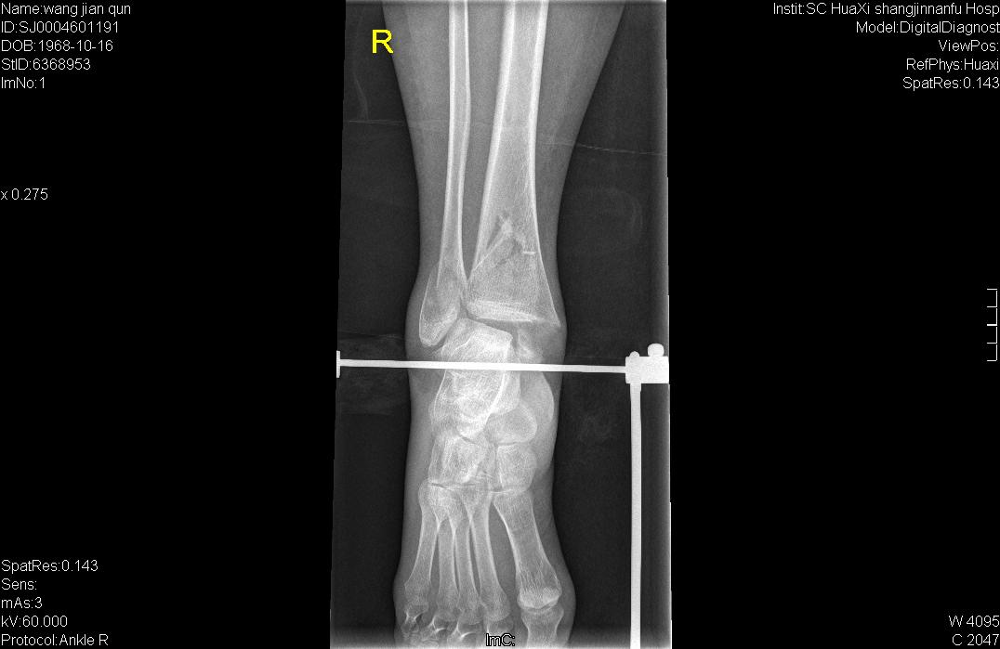 Name:wang jian qun
ID:SJ0004601191
DOB:1968-10-16
StID:6368953
ImNo:1
x 0.275
R
Instit:SC HuaXi shangjinnanfu Hosp
Model:DigitalDiagnost
ViewPos:
RefPhys:Huaxi
SpatRes:0.143
SpatRes:0.143
Sens:
mAs:3
kV:60.000
Protocol:Ankle R
ImC:
W 4095
C 2047